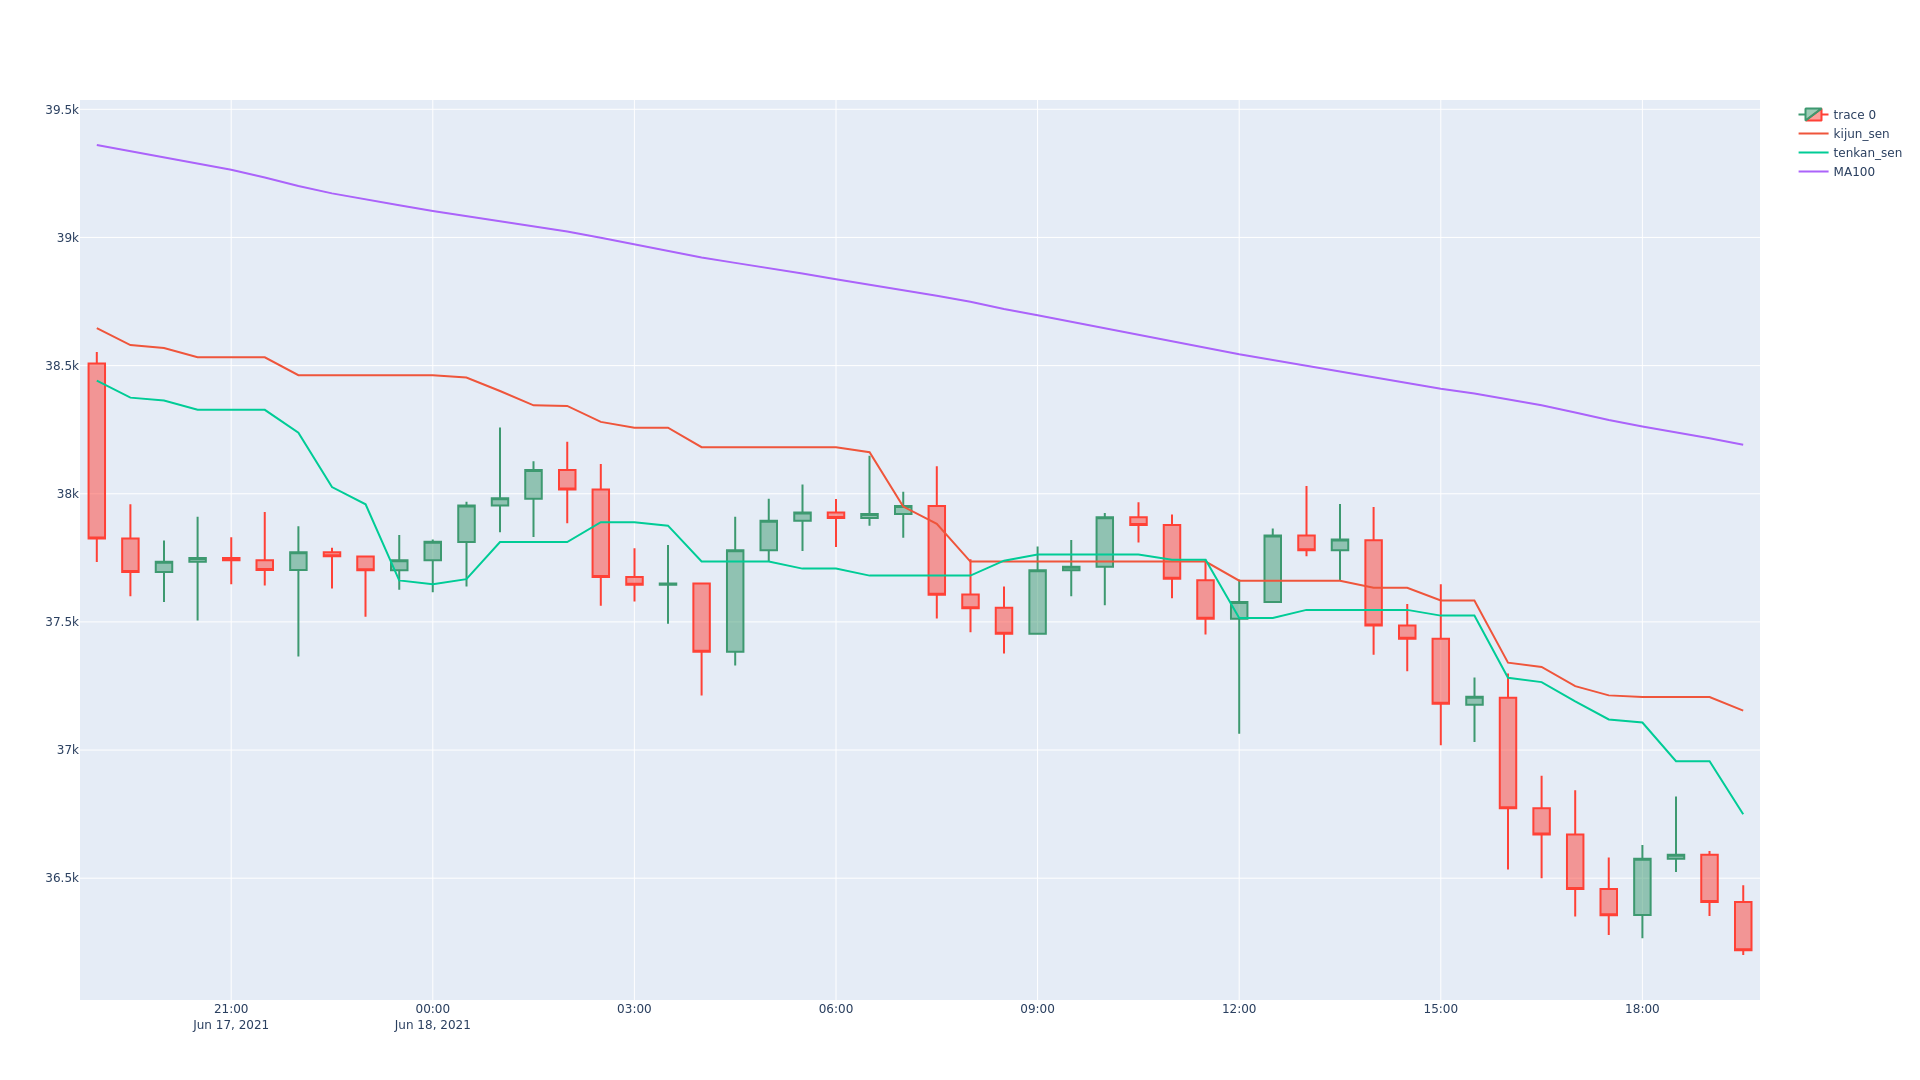 39.5k
39k
38.5k
38k
37.5k
37k
36.5k
21:00
Jun 17, 2021
00:00
Jun 18, 2021
03:00
06:00
09:00
12:00
15:00
18:00
trace 0
kijun_sen
tenkan_sen
MA100